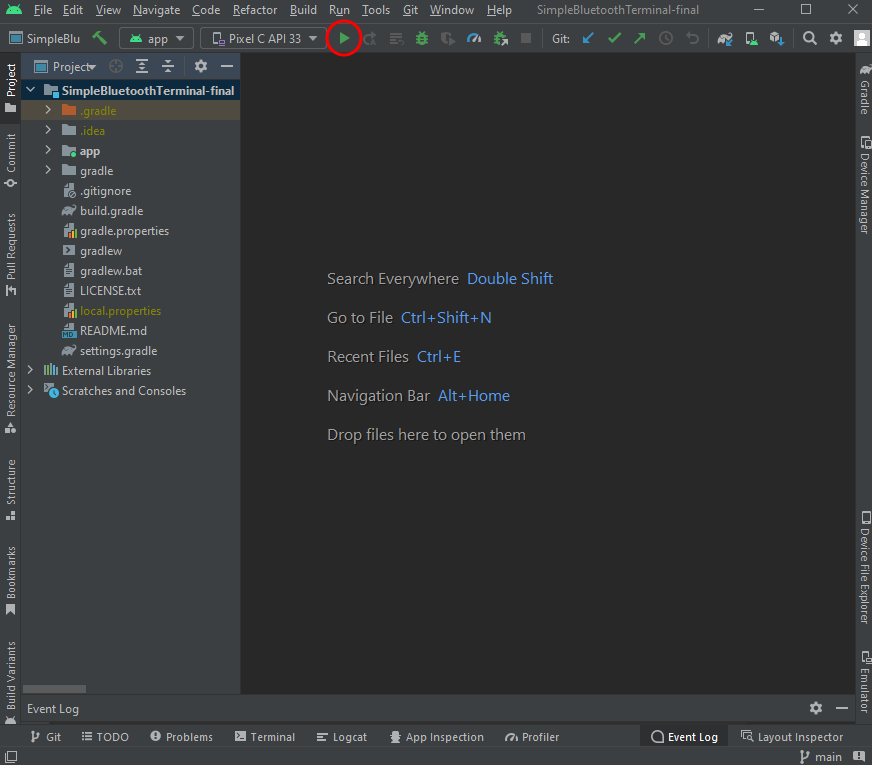 File Edit View Navigate Code Refactor Build Run Tools Git Window Help SimpleBluetoothTerminal-final
SimpleBlu app Pixel C API 33 Git:
Project
Project
SimpleBluetoothTerminal-final
.gradle
.idea
app
gradle
.gitignore
build.gradle
gradle.properties
gradlew
gradlew.bat
LICENSE.txt
local.properties
README.md
settings.gradle
External Libraries
Scratches and Consoles
Commit
Pull Requests
Resource Manager
Structure
Bookmarks
Build Variants
Search Everywhere Double Shift
Go to File Ctrl+Shift+N
Recent Files Ctrl+E
Navigation Bar Alt+Home
Drop files here to open them
Gradle
Device Manager
Device File Explorer
Emulator
Event Log
Git TODO Problems Terminal Logcat App Inspection Profiler Event Log Layout Inspector
main